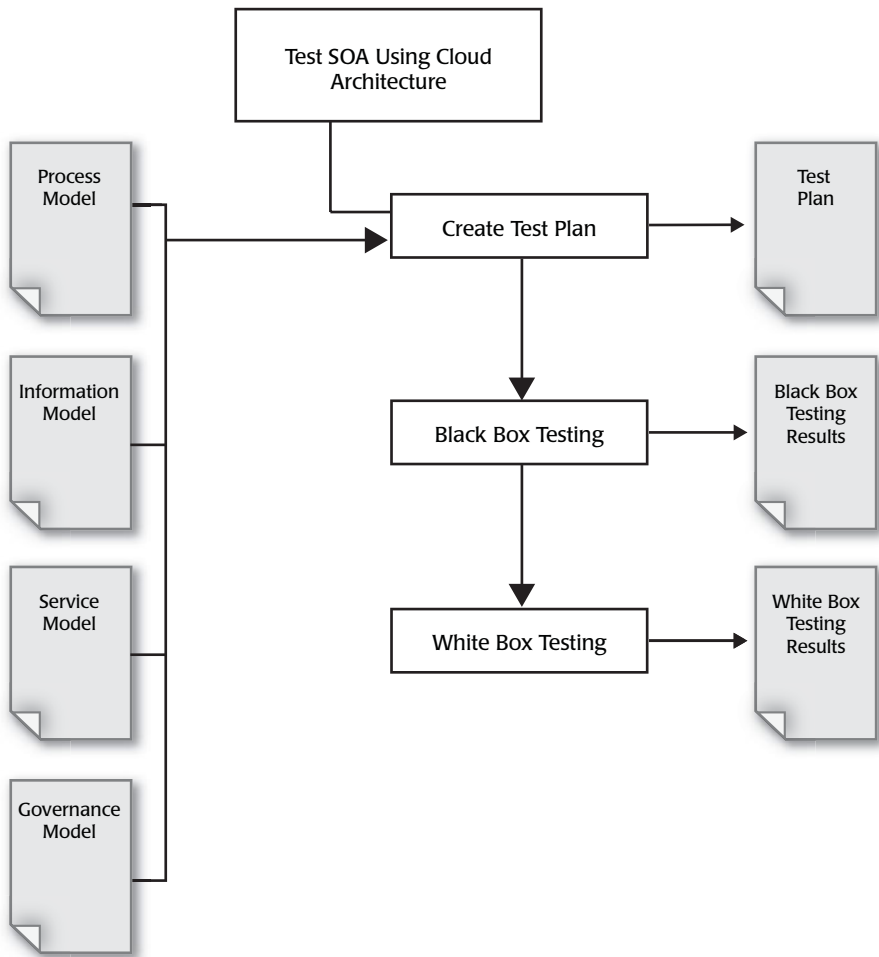 Test SOA Using Cloud
Architecture
Process
Model
Create Test Plan
Test
Plan
Information
Model
Black Box Testing
Black Box
Testing
Results
Service
Model
White Box Testing
White Box
Testing
Results
Governance
Model